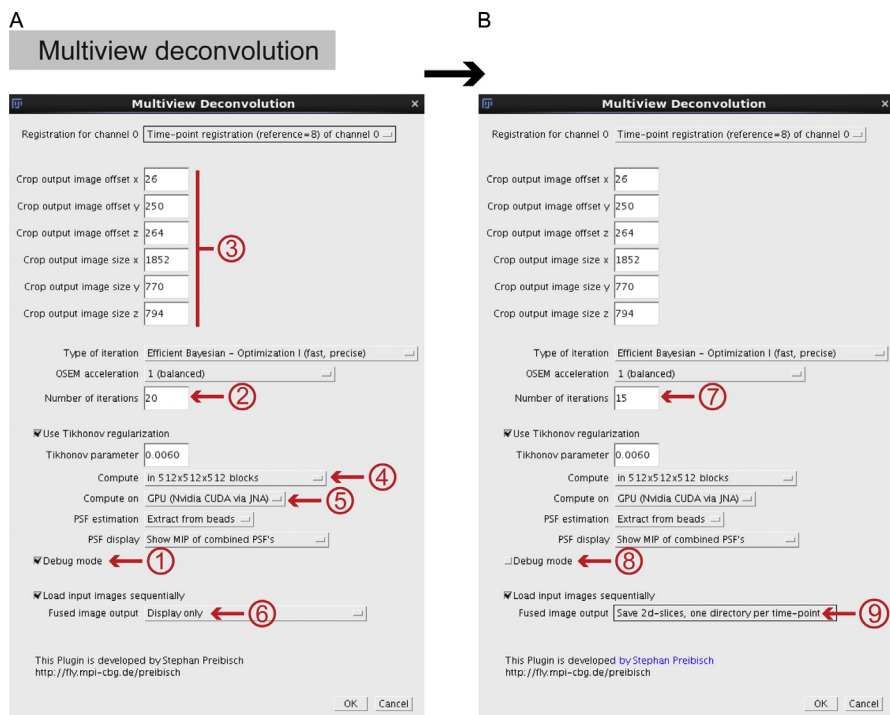 A
Multiview deconvolution
Multiview Deconvolution
×
Registration for channel 0 Time-point registration (reference=8) of channel 0
Crop output image offset x 26
Crop output image offset y 250
Crop output image offset z 264
Crop output image size x 1852
Crop output image size y 770
Crop output image size z 794
③
Type of iteration Efficient Bayesian - Optimization I (fast, precise)
OSEM acceleration 1 (balanced)
Number of iterations 20 ②
Use Tikhonov regularization
Tikhonov parameter 0.0060
Compute in 512x512x512 blocks ④
Compute on GPU (Nvidia CUDA via JNA) ⑤
PSF estimation Extract from beads
PSF display Show MIP of combined PSF's
Debug mode ①
Load input images sequentially
Fused image output Display only ⑥
This Plugin is developed by Stephan Preibisch
http://fly.mpi-cbg.de/preibisch
OK Cancel
B
Multiview Deconvolution
×
Registration for channel 0 Time-point registration (reference=8) of channel 0
Crop output image offset x 26
Crop output image offset y 250
Crop output image offset z 264
Crop output image size x 1852
Crop output image size y 770
Crop output image size z 794
Type of iteration Efficient Bayesian - Optimization I (fast, precise)
OSEM acceleration 1 (balanced)
Number of iterations 15 ⑦
Use Tikhonov regularization
Tikhonov parameter 0.0060
Compute in 512x512x512 blocks
Compute on GPU (Nvidia CUDA via JNA)
PSF estimation Extract from beads
PSF display Show MIP of combined PSF's
Debug mode ⑧
Load input images sequentially
Fused image output Save 2d-slices, one directory per time-point ⑨
This Plugin is developed by Stephan Preibisch
http://fly.mpi-cbg.de/preibisch
OK Cancel